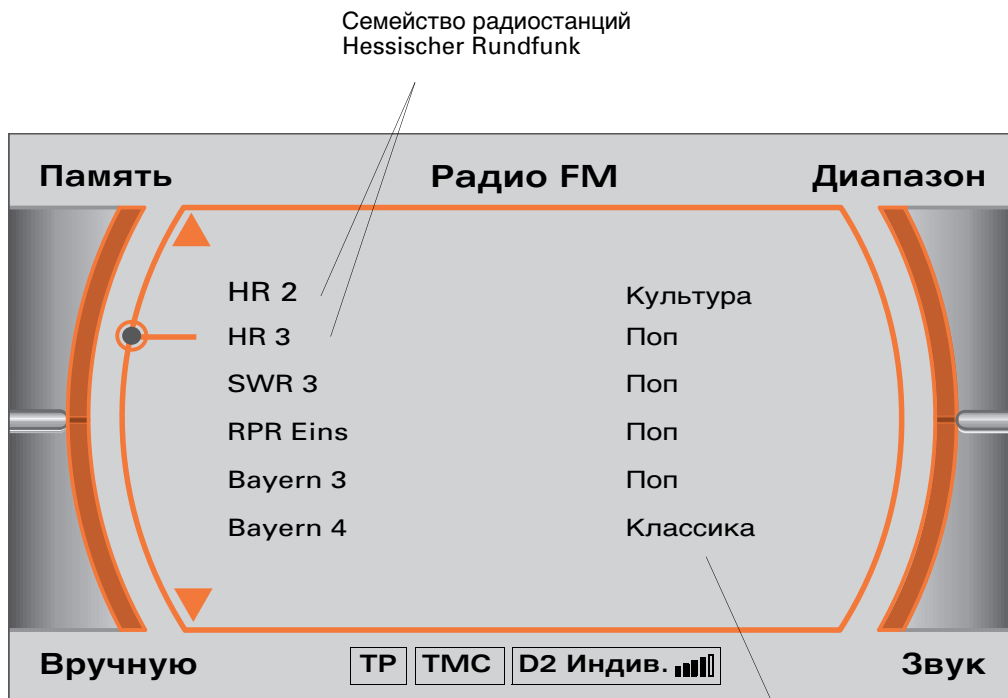 Семейство радиостанций
Hessischer Rundfunk
Память Радио FM Диапазон
HR 2 Культура
HR 3 Поп
SWR 3 Поп
RPR Eins Поп
Bayern 3 Поп
Bayern 4 Классика
Вручную TP TMC D2 Индив. Звук